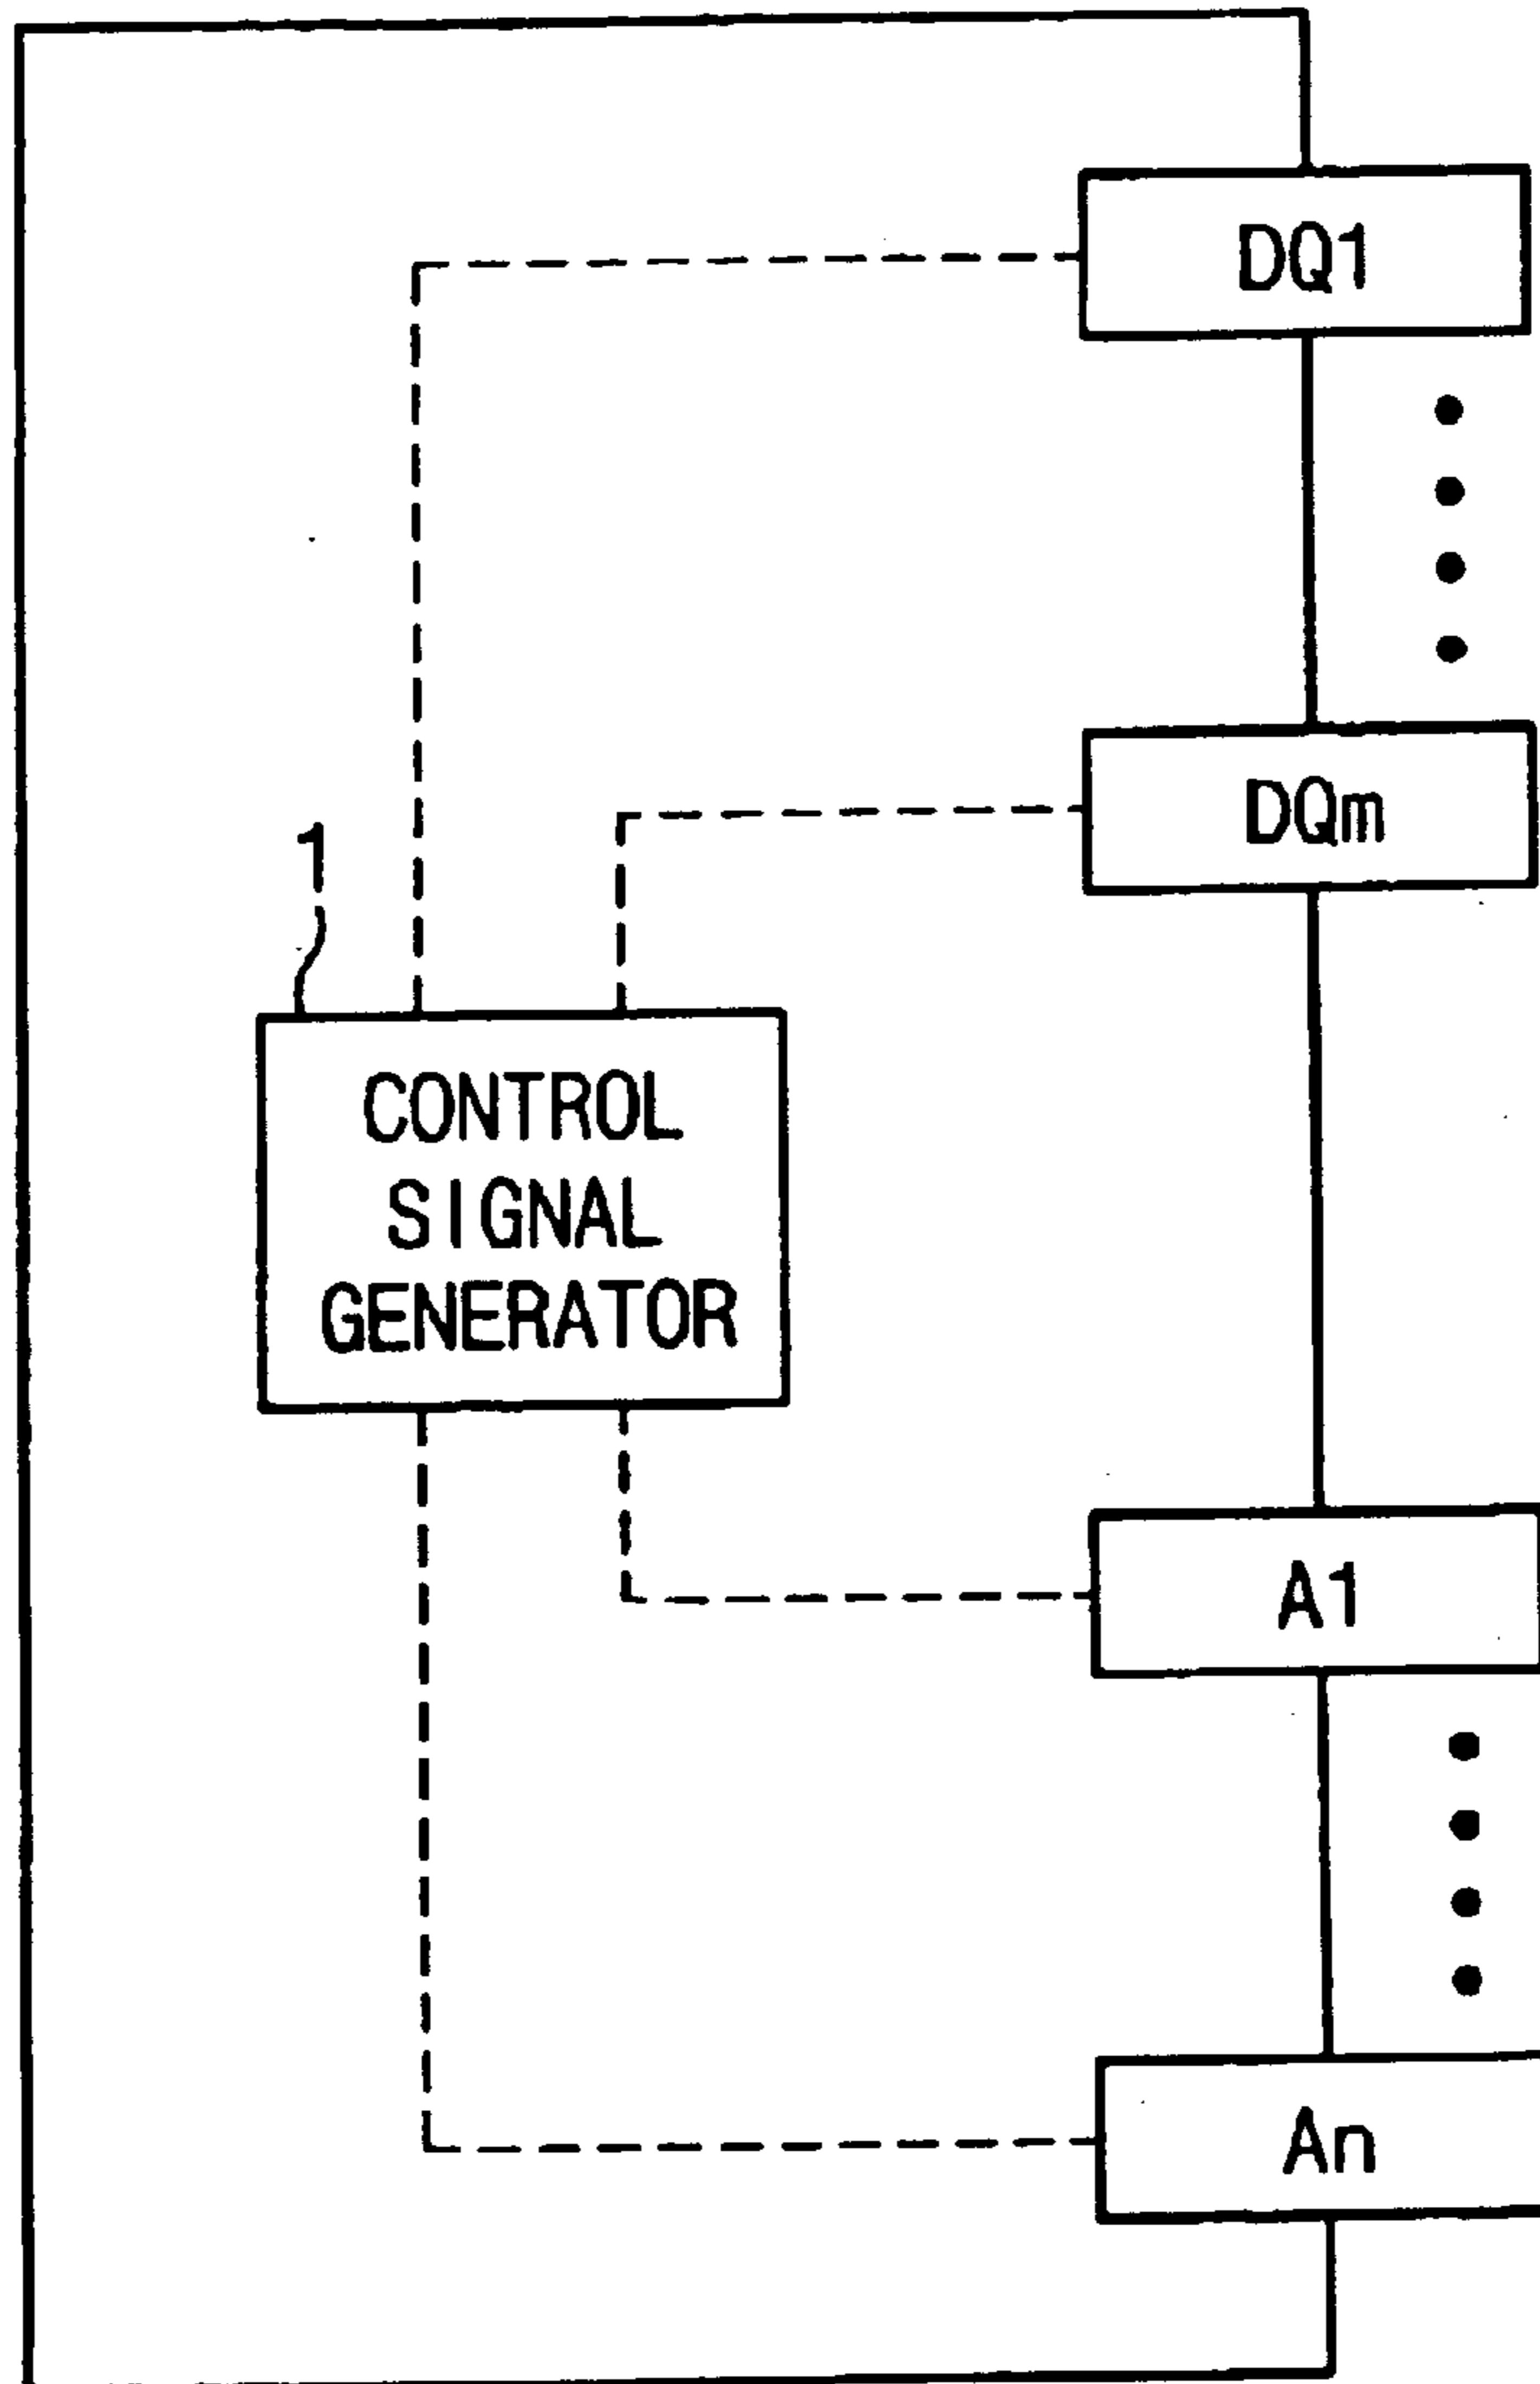 DQ1
DQm
1
CONTROL
SIGNAL
GENERATOR
A1
An